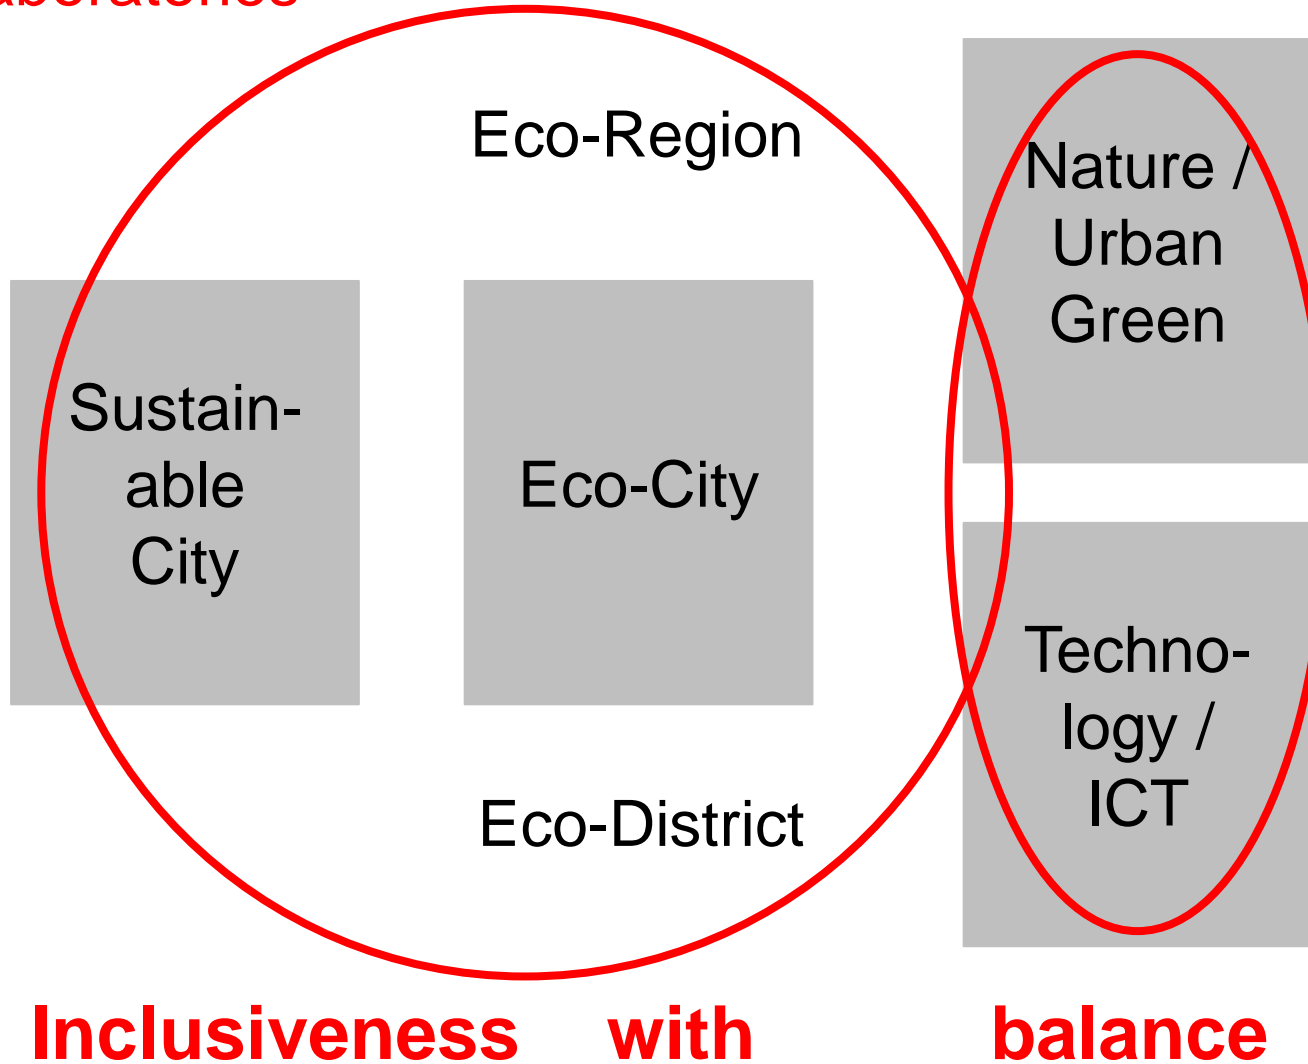 Eco-Region
Nature /
Urban
Green
Sustain-
able
City
Eco-City
Techno-
logy /
ICT
Eco-District
Inclusiveness with balance